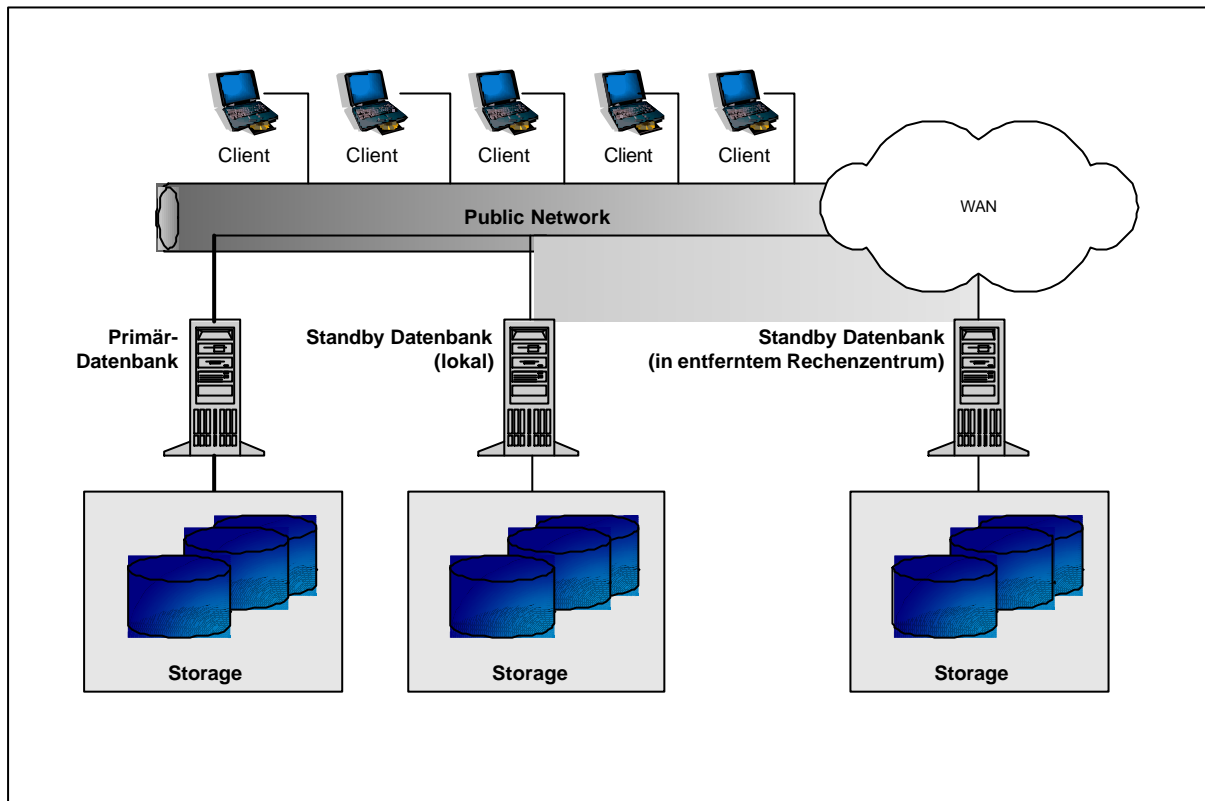 Client
Client
Client
Client
Client
Public Network
WAN
Primär-
Datenbank
Standby Datenbank
(lokal)
Standby Datenbank
(in entferntem Rechenzentrum)
Storage
Storage
Storage